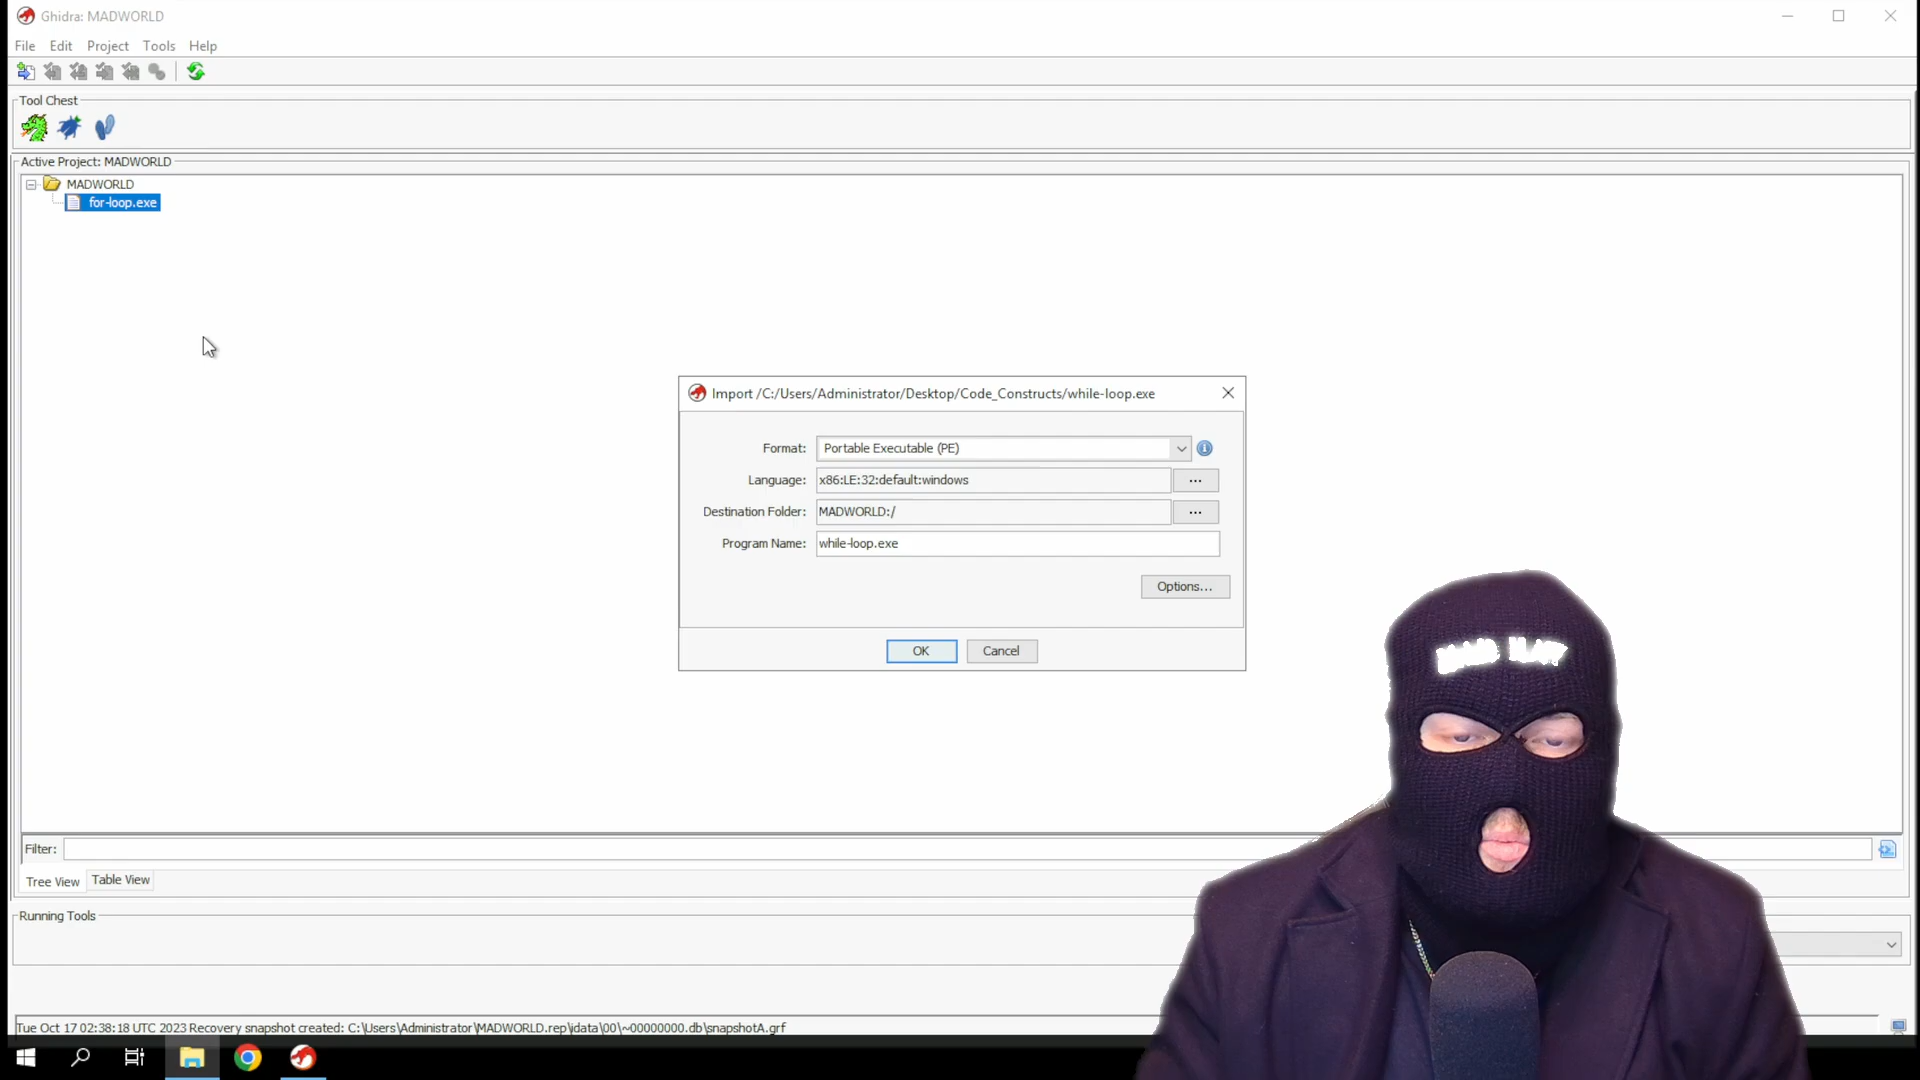 Ghidra: MADWORLD
File Edit Project Tools Help
Tool Chest
Active Project: MADWORLD
MADWORLD
for-loop.exe
Import /C:/Users/Administrator/Desktop/Code_Constructs/while-loop.exe
Format: Portable Executable (PE)
Language: x86:LE:32:default:windows ...
Destination Folder: MADWORLD:/ ...
Program Name: while-loop.exe
Options...
OK Cancel
Filter:
Tree View Table View
Running Tools
Tue Oct 17 02:38:18 UTC 2023 Recovery snapshot created: C:\Users\Administrator\MADWORLD.rep\idata\00\~00000000.db\snapshotA.grf